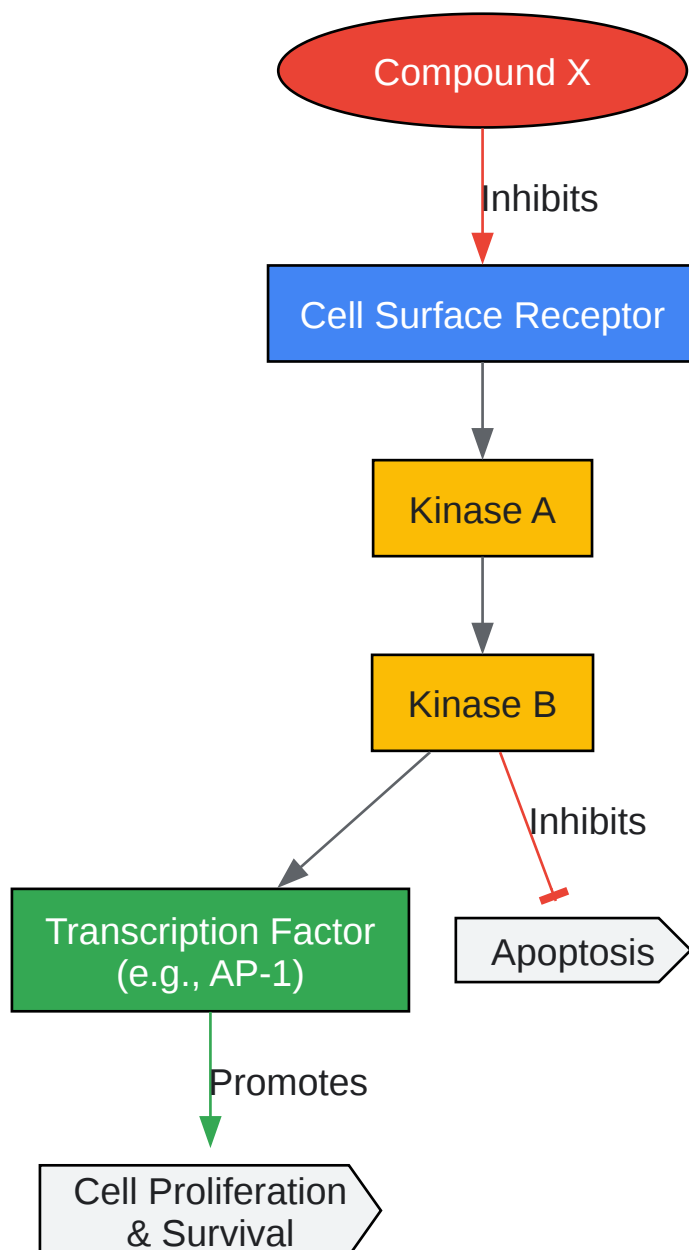 Compound X
Inhibits
Cell Surface Receptor
Kinase A
Kinase B
Inhibits
Transcription Factor
(e.g., AP-1)
Apoptosis
Promotes
Cell Proliferation
& Survival